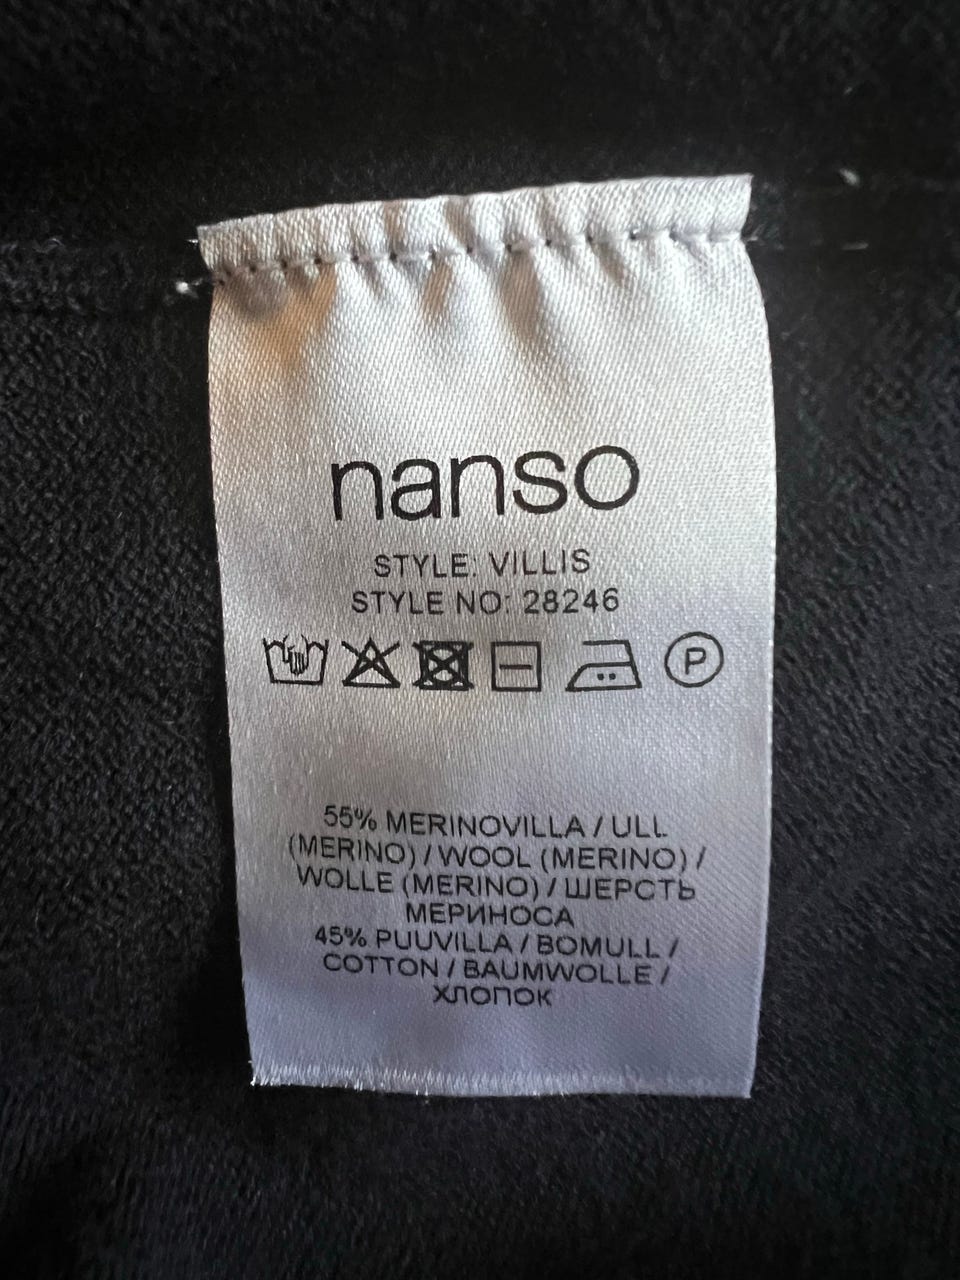 nanso
STYLE: VILLIS
STYLE NO: 28246
P
55% MERINOVILLA / ULL
(MERINO) / WOOL (MERINO) /
WOLLE (MERINO) / ШЕРСТЬ
МЕРИНОСА
45% PUUVILLA / BOMULL /
COTTON / BAUMWOLLE /
ХЛОПОК